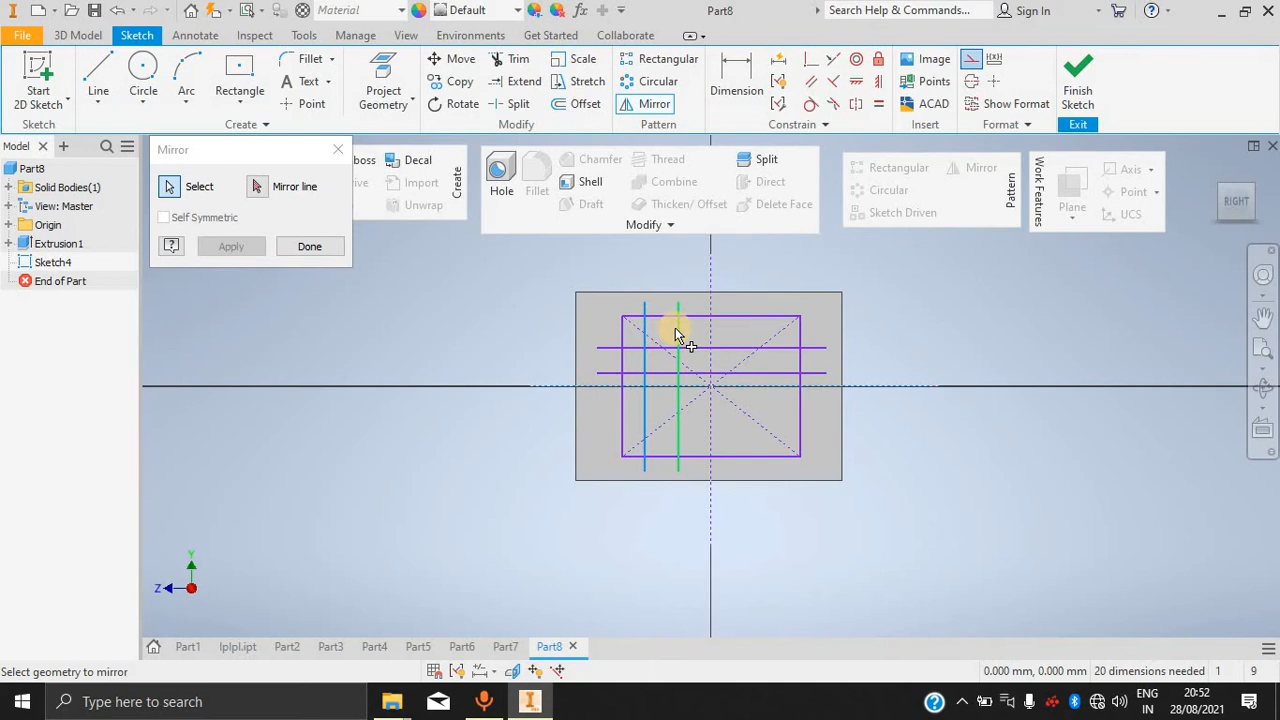 Material
Default
Part8
Search Help & Commands...
Sign In
File
3D Model
Sketch
Annotate
Inspect
Tools
Manage
View
Environments
Get Started
Collaborate
Start
2D Sketch
Line
Circle
Arc
Rectangle
Fillet
Text
Point
Project
Geometry
Move
Copy
Rotate
Trim
Extend
Split
Scale
Stretch
Offset
Rectangular
Circular
Mirror
Dimension
Image
Points
ACAD
Show Format
Finish
Sketch
Sketch
Create
Modify
Pattern
Constrain
Insert
Format
Exit
Model
Mirror
Select
Mirror line
Self Symmetric
Apply
Done
Part8
Solid Bodies(1)
View: Master
Origin
Extrusion1
Sketch4
End of Part
boss
Decal
Import
Unwrap
Create
Hole
Fillet
Chamfer
Shell
Draft
Thread
Combine
Thicken/ Offset
Split
Direct
Delete Face
Modify
Rectangular
Mirror
Circular
Sketch Driven
Pattern
Work Features
Plane
Axis
Point
UCS
RIGHT
Y
Z
Part1
lplpl.ipt
Part2
Part3
Part4
Part5
Part6
Part7
Part8
Select geometry to mirror
0.000 mm, 0.000 mm
20 dimensions needed
1
9
Type here to search
ENG
IN
20:52
28/08/2021